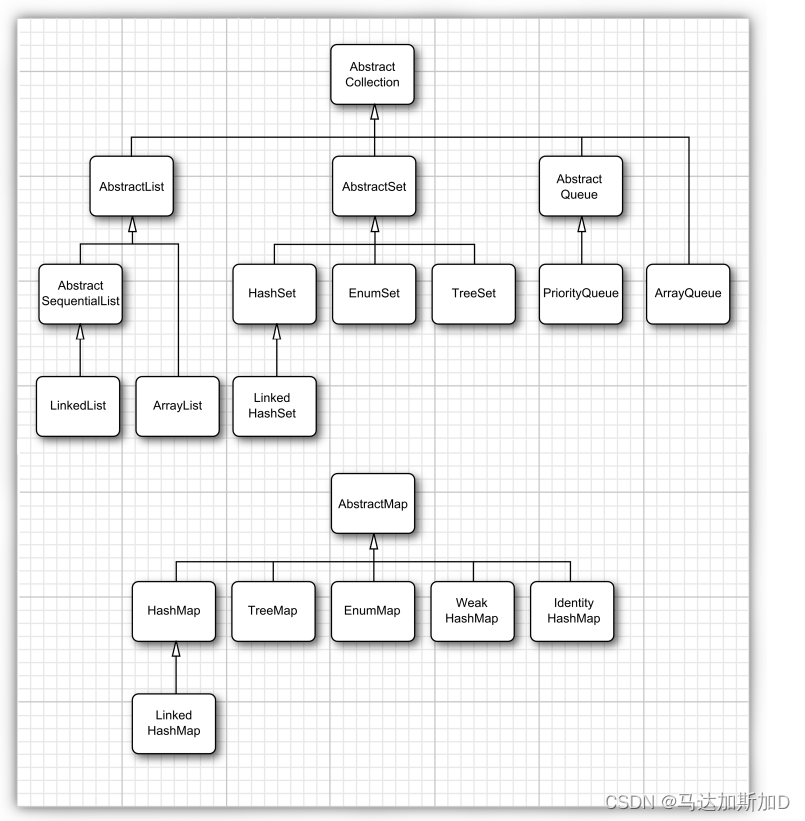 Abstract
Collection
AbstractList
AbstractSet
Abstract
Queue
Abstract
SequentialList
HashSet
EnumSet
TreeSet
PriorityQueue
ArrayQueue
LinkedList
ArrayList
Linked
HashSet
AbstractMap
HashMap
TreeMap
EnumMap
Weak
HashMap
Identity
HashMap
Linked
HashMap
CSDN @马达加斯加D